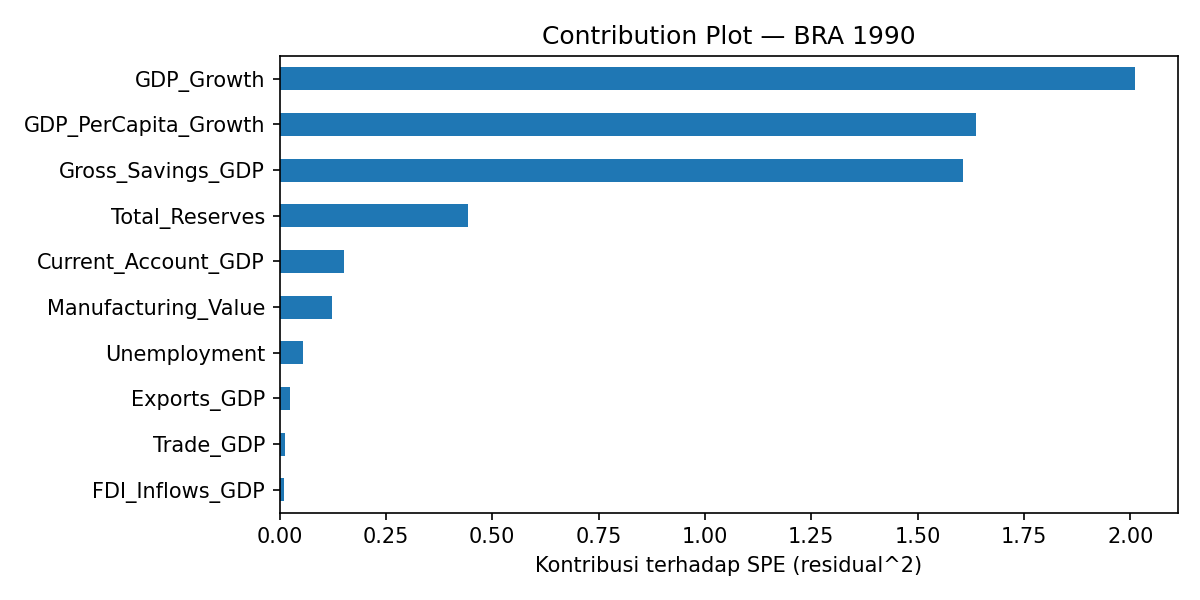 Contribution Plot — BRA 1990
GDP_Growth
GDP_PerCapita_Growth
Gross_Savings_GDP
Total_Reserves
Current_Account_GDP
Manufacturing_Value
Unemployment
Exports_GDP
Trade_GDP
FDI_Inflows_GDP
0.00 0.25 0.50 0.75 1.00 1.25 1.50 1.75 2.00
Kontribusi terhadap SPE (residual^2)